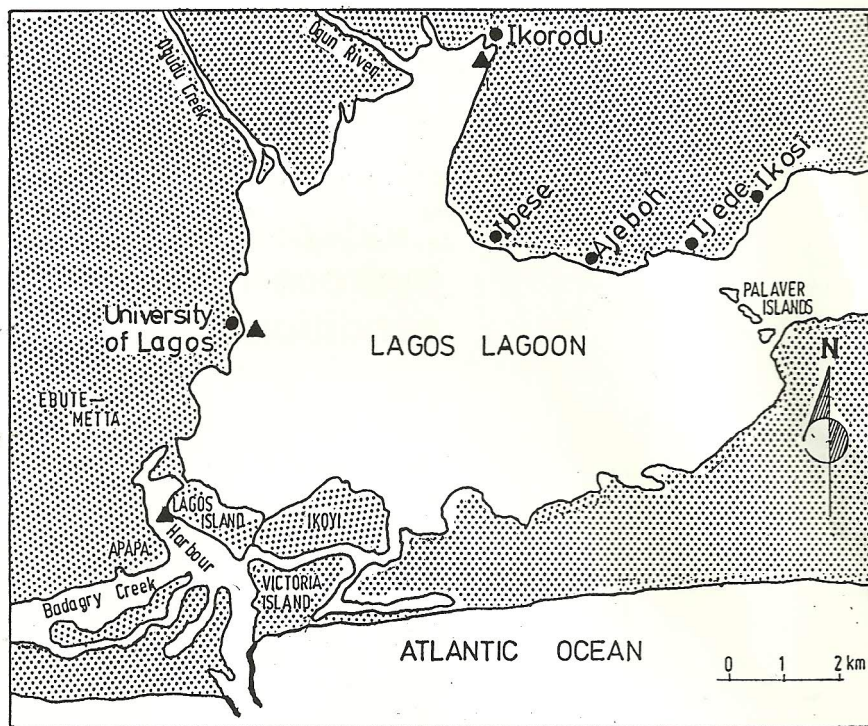 Ikorodu
Ogun River
Ogudu Creek
Ibese
Ajeboh
Ijede
Ikosi
PALAVER
ISLANDS
University
of Lagos
LAGOS LAGOON
N
EBUTE—
METTA
LAGOS
ISLAND
IKOYI
Harbour
APAPA
Badagry Creek
VICTORIA
ISLAND
ATLANTIC OCEAN
0 1 2 km